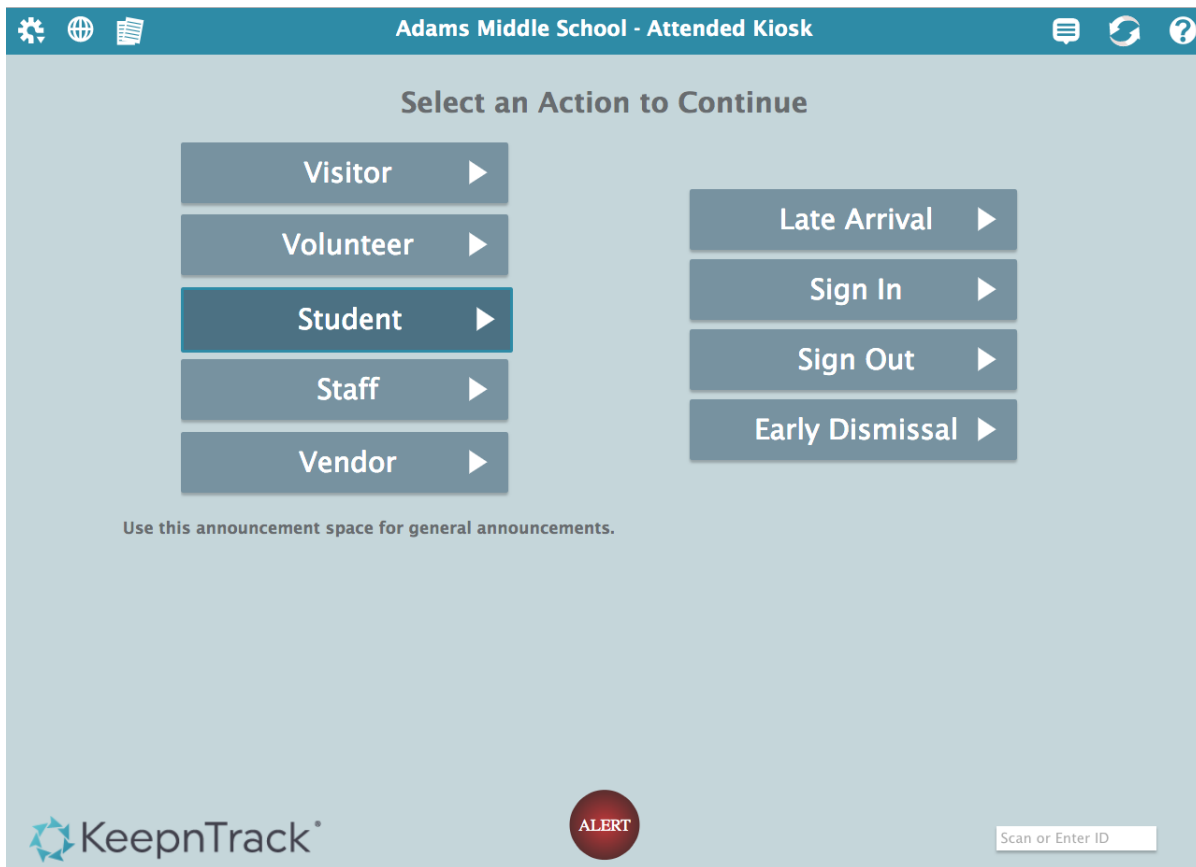 Adams Middle School - Attended Kiosk
Select an Action to Continue
Visitor
Volunteer
Student
Staff
Vendor
Late Arrival
Sign In
Sign Out
Early Dismissal
Use this announcement space for general announcements.
KeepnTrack
ALERT
Scan or Enter ID